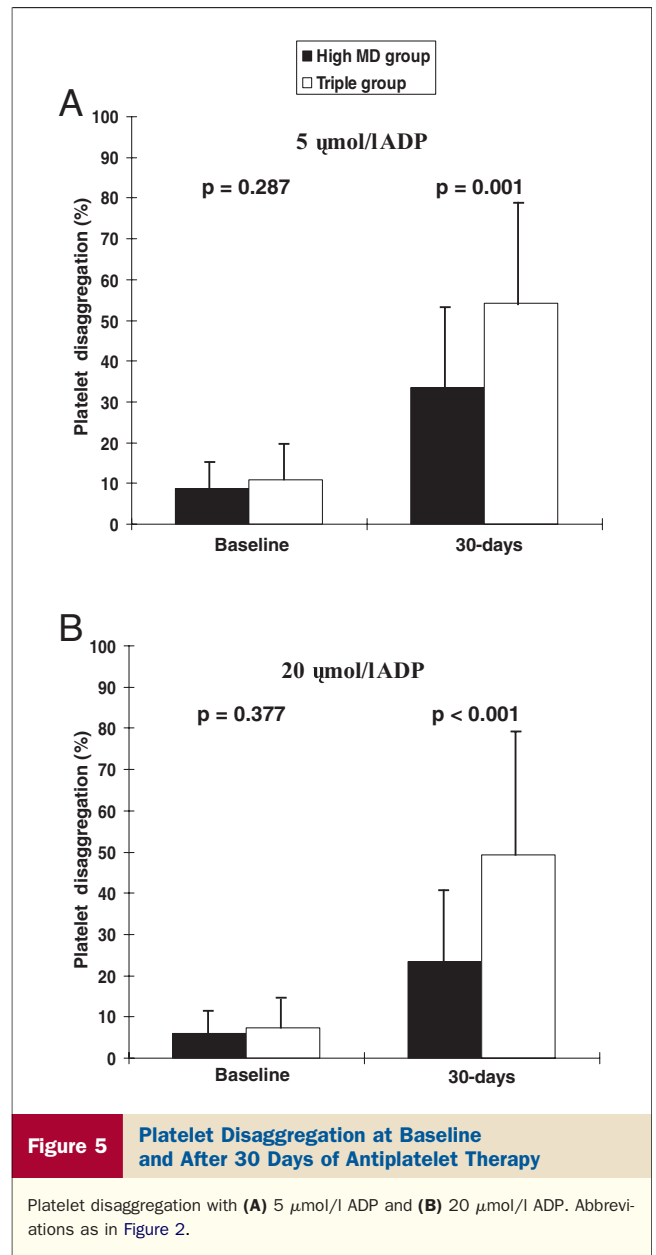 High MD group
Triple group
A
100
90
80
70
60
50
40
30
20
10
0
Platelet disaggregation (%)
5 μmol/l ADP
p = 0.287
p = 0.001
Baseline
30-days
B
100
90
80
70
60
50
40
30
20
10
0
Platelet disaggregation (%)
20 μmol/l ADP
p = 0.377
p < 0.001
Baseline
30-days
Figure 5
Platelet Disaggregation at Baseline
and After 30 Days of Antiplatelet Therapy
Platelet disaggregation with (A) 5 μmol/l ADP and (B) 20 μmol/l ADP. Abbrevi-
ations as in Figure 2.